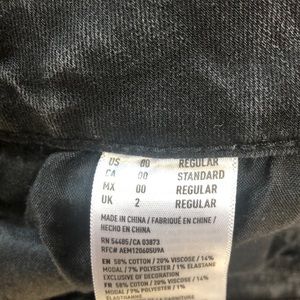 US 00 REGULAR
CA 00 STANDARD
MX 00 REGULAR
UK 2 REGULAR
MADE IN CHINA / FABRIQUÉ EN CHINE /
HECHO EN CHINA
RN 54485/CA 03873
RFC# AEM1206059A
EN 58% COTTON / 20% VISCOSE / 14%
MODAL / 7% POLYESTER / 1% ELASTANE
EXCLUSIVE OF DECORATION
FR 58% COTON / 20% VISCOSE / 14%
MODAL / 7% POLYESTER / 1%